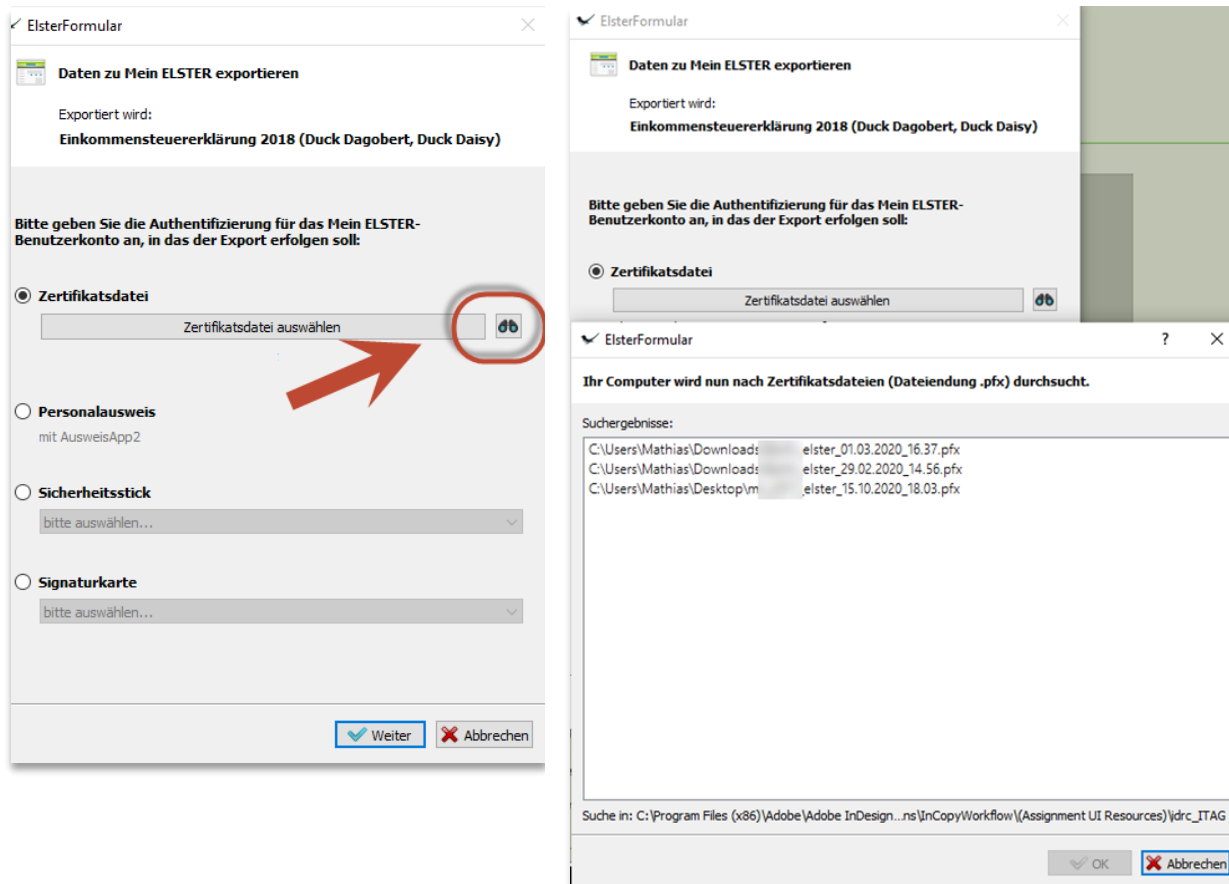 ElsterFormular
Daten zu Mein ELSTER exportieren
Exportiert wird:
Einkommensteuererklärung 2018 (Duck Dagobert, Duck Daisy)
Bitte geben Sie die Authentifizierung für das Mein ELSTER-
Benutzerkonto an, in das der Export erfolgen soll:
Zertifikatsdatei
Zertifikatsdatei auswählen
Personalausweis
mit AusweisApp2
Sicherheitsstick
bitte auswählen...
Signaturkarte
bitte auswählen...
Weiter
Abbrechen
ElsterFormular
Daten zu Mein ELSTER exportieren
Exportiert wird:
Einkommensteuererklärung 2018 (Duck Dagobert, Duck Daisy)
Bitte geben Sie die Authentifizierung für das Mein ELSTER-
Benutzerkonto an, in das der Export erfolgen soll:
Zertifikatsdatei
Zertifikatsdatei auswählen
ElsterFormular
?
Ihr Computer wird nun nach Zertifikatsdateien (Dateiendung .pfx) durchsucht.
Suchergebnisse:
C:\Users\Mathias\Downloads elster_01.03.2020_16.37.pfx
C:\Users\Mathias\Downloads elster_29.02.2020_14.56.pfx
C:\Users\Mathias\Desktop\m elster_15.10.2020_18.03.pfx
Suche in: C:\Program Files (x86)\Adobe\Adobe InDesign...ns\InCopyWorkflow\(Assignment UI Resources)\idrc_ITAG
OK
Abbrechen